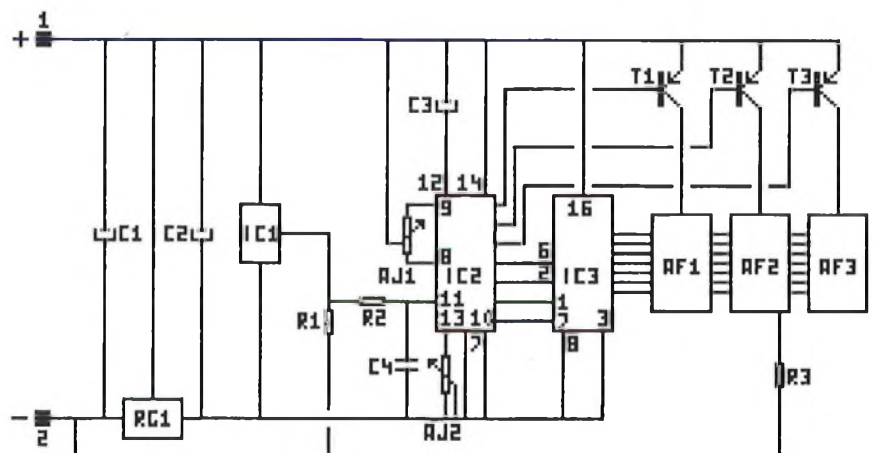 1
+
T1 T2 T3
C3
12 14
9 16
C1 C2 IC1
8 6 AF1 AF2 AF3
AJ1 IC2 2 IC3
11 1
R1 R2 13 10 7 3
7 8
C4 R3
-
RG1
2 AJ2